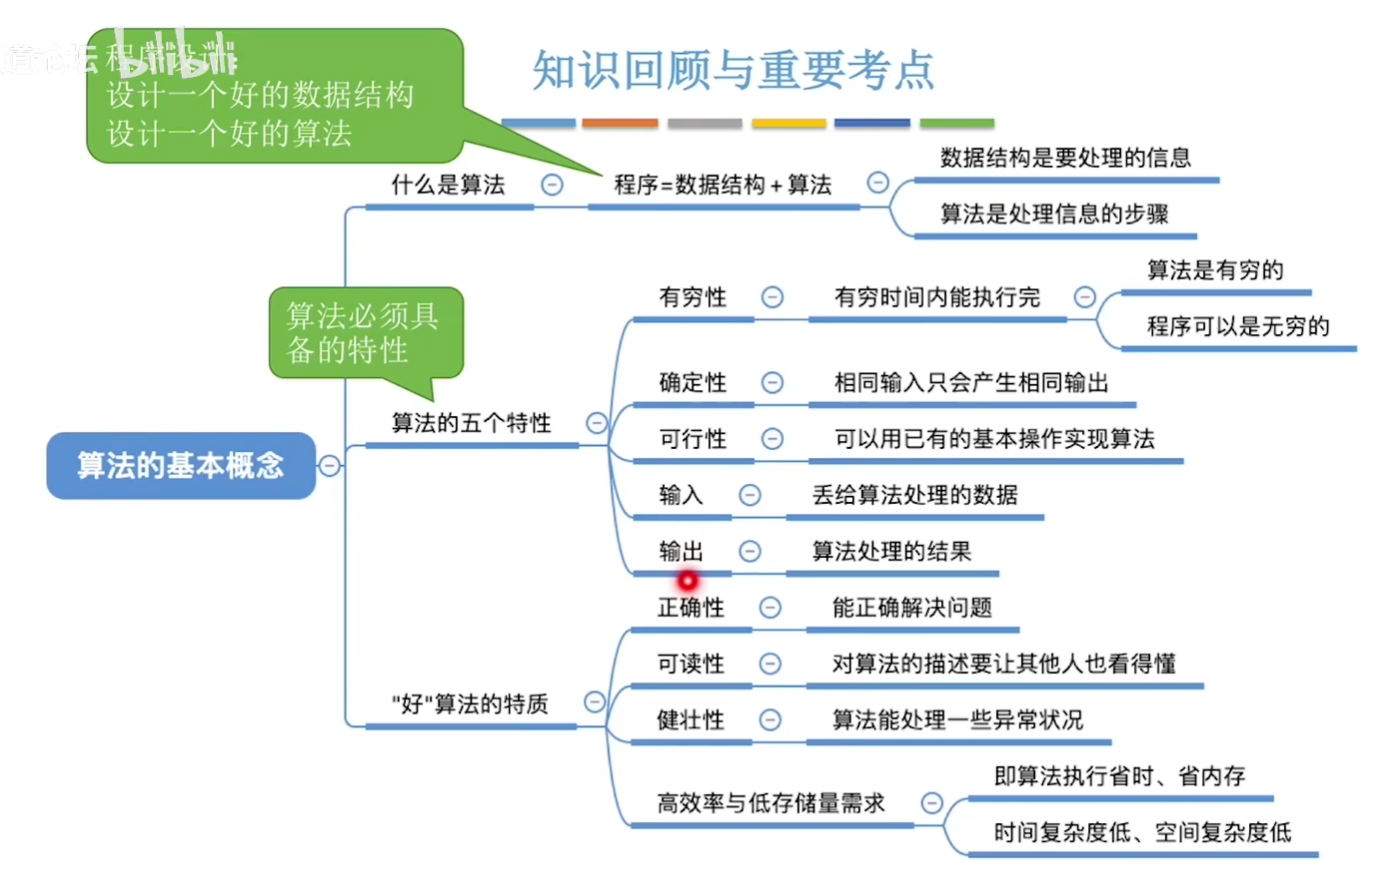 程序设计:
设计一个好的数据结构
设计一个好的算法
bilibili
知识回顾与重要考点
什么是算法
程序=数据结构+算法
数据结构是要处理的信息
算法是处理信息的步骤
算法必须具
备的特性
算法的基本概念
算法的五个特性
有穷性
有穷时间内能执行完
算法是有穷的
程序可以是无穷的
确定性
相同输入只会产生相同输出
可行性
可以用已有的基本操作实现算法
输入
丢给算法处理的数据
输出
算法处理的结果
"好"算法的特质
正确性
能正确解决问题
可读性
对算法的描述要让其他人也看得懂
健壮性
算法能处理一些异常状况
高效率与低存储量需求
即算法执行省时、省内存
时间复杂度低、空间复杂度低